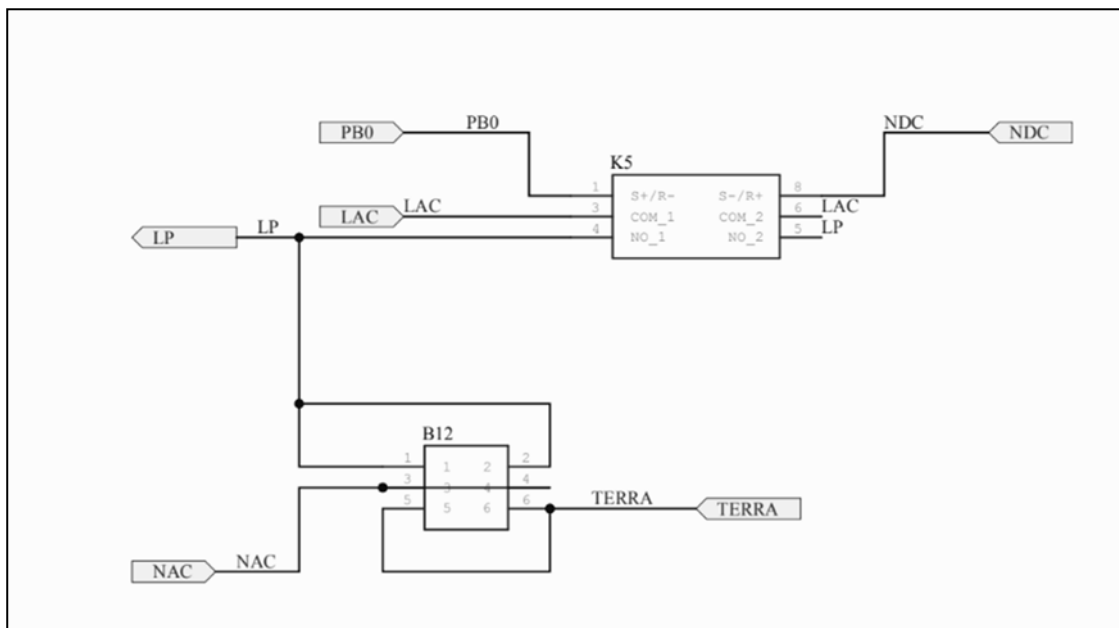 PB0 PB0 NDC NDC
K5
1 S+/R- S-/R+ 8
LAC LAC 3 COM_1 COM_2 6 LAC
LP LP 4 NO_1 NO_2 5 LP
B12
1 1 2 2
3 3 4 4
5 5 6 6 TERRA TERRA
NAC NAC